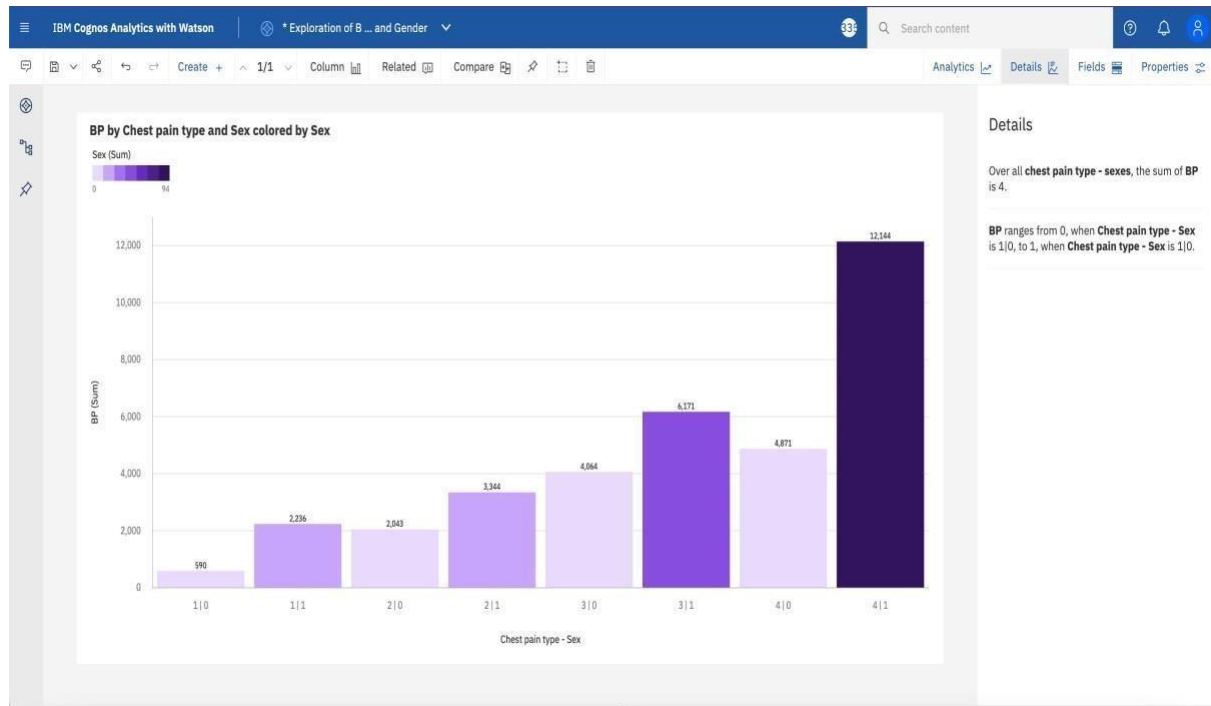 IBM Cognos Analytics with Watson
* Exploration of B ... and Gender
Search content
Create +
1/1
Column
Related
Compare
Analytics
Details
Fields
Properties
BP by Chest pain type and Sex colored by Sex
Sex (Sum)
0 94
Details
Over all chest pain type - sexes, the sum of BP
is 4.
BP ranges from 0, when Chest pain type - Sex
is 1|0, to 1, when Chest pain type - Sex is 1|0.
BP (Sum)
12,000
10,000
8,000
6,000
4,000
2,000
0
590
2,236
2,043
3,344
4,064
6,171
4,871
12,144
1|0
1|1
2|0
2|1
3|0
3|1
4|0
4|1
Chest pain type - Sex